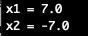 x1 = 7.0
x2 = -7.0